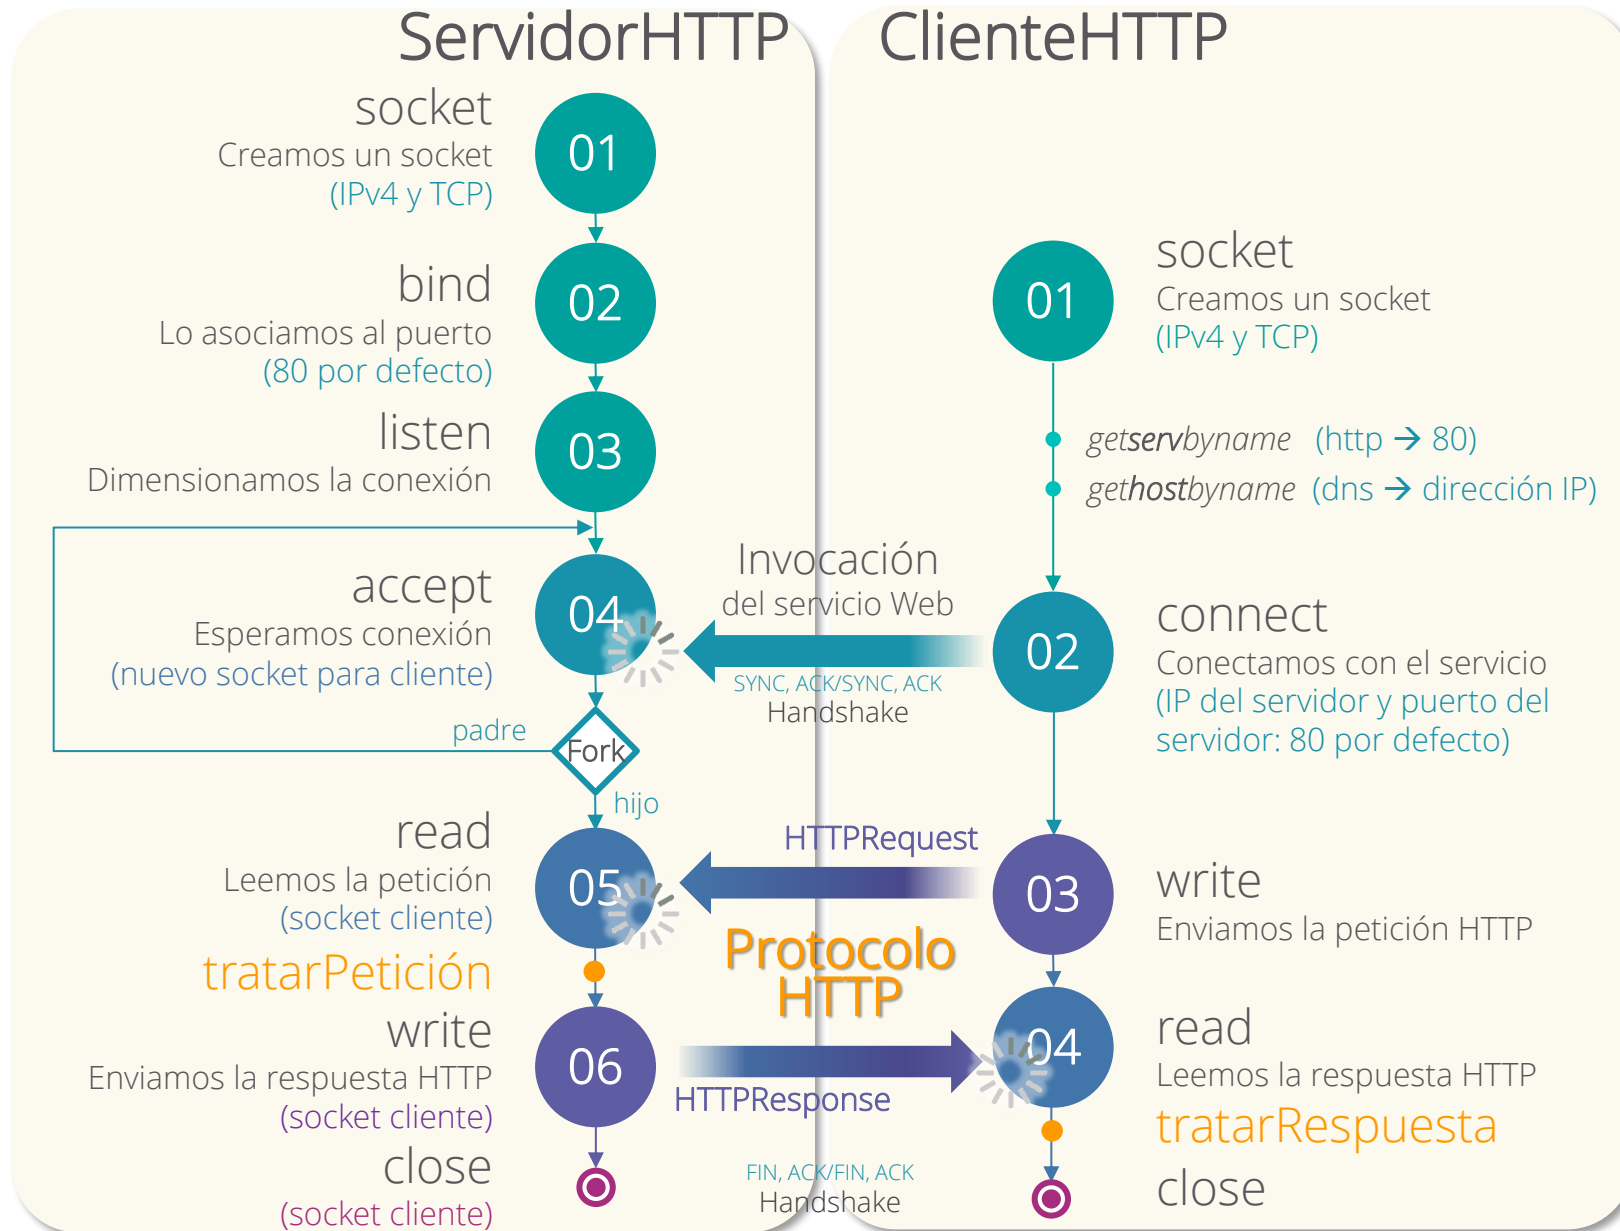 ServidorHTTP
socket
Creamos un socket
(IPv4 y TCP)
01
bind
Lo asociamos al puerto
(80 por defecto)
02
listen
Dimensionamos la conexión
03
accept
Esperamos conexión
(nuevo socket para cliente)
04
padre
Fork
hijo
read
Leemos la petición
(socket cliente)
05
tratarPetición
write
Enviamos la respuesta HTTP
(socket cliente)
06
close
(socket cliente)
Invocación
del servicio Web
SYNC, ACK/SYNC, ACK
Handshake
HTTPRequest
Protocolo
HTTP
HTTPResponse
FIN, ACK/FIN, ACK
Handshake
ClienteHTTP
01
socket
Creamos un socket
(IPv4 y TCP)
getservbyname (http → 80)
gethostbyname (dns → dirección IP)
02
connect
Conectamos con el servicio
(IP del servidor y puerto del
servidor: 80 por defecto)
03
write
Enviamos la petición HTTP
04
read
Leemos la respuesta HTTP
tratarRespuesta
close